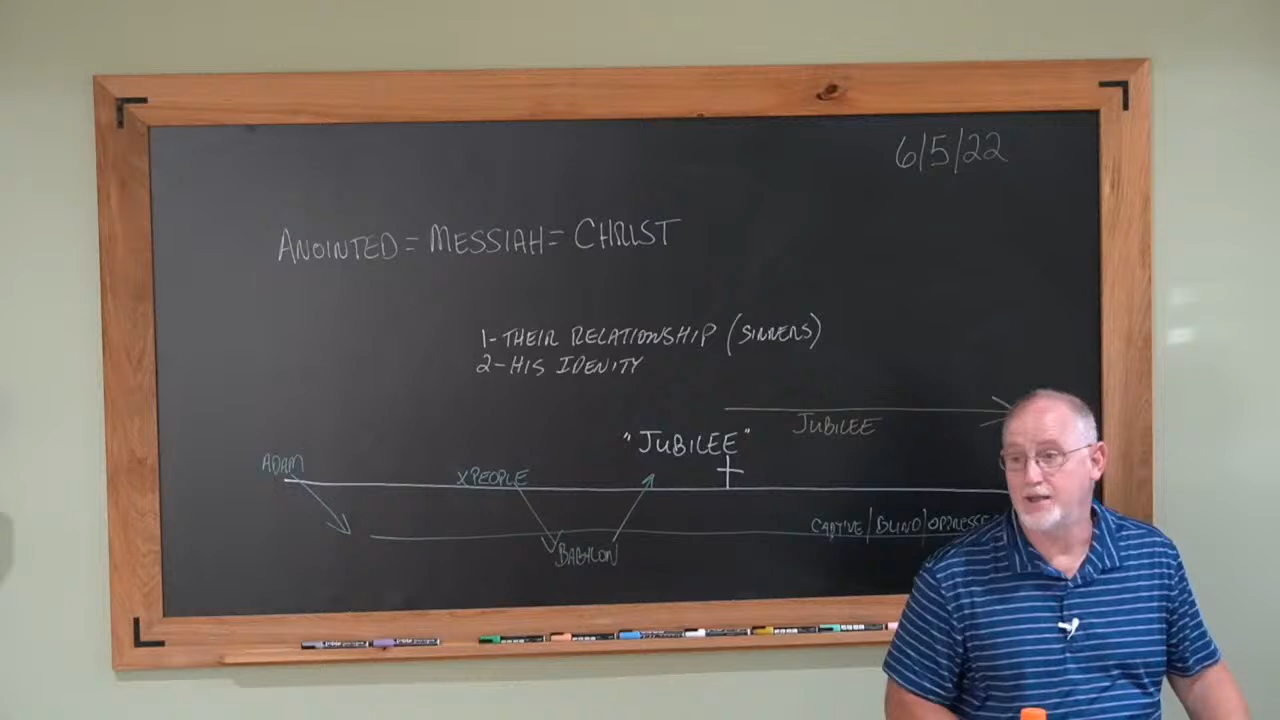 6/5/22
ANOINTED = MESSIAH = CHRIST
1-THEIR RELATIONSHIP (SINNERS)
2-HIS IDENITY
JUBILEE
"JUBILEE"
ADAM
XPEOPLE
CAPTIVE/BLIND/OPPRESSE
BABYLON